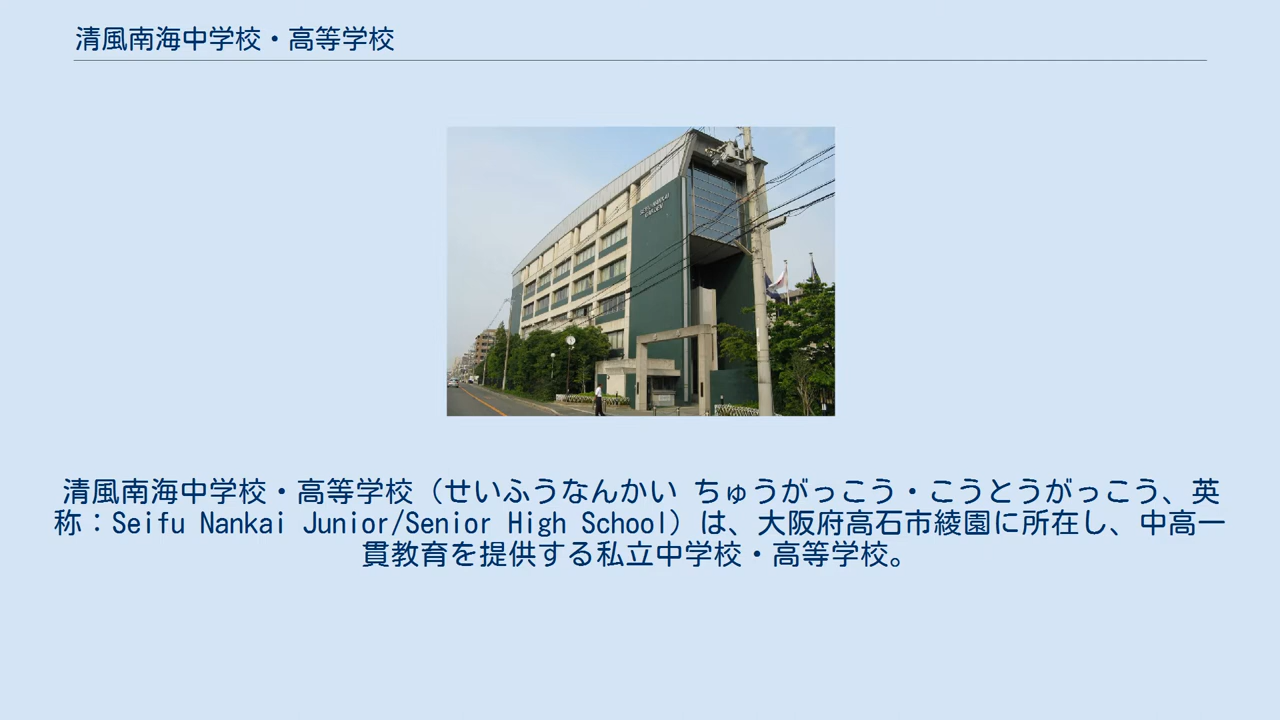 清風南海中学校・高等学校
清風南海中学校・高等学校（せいふうなんかい ちゅうがっこう・こうとうがっこう、英
称：Seifu Nankai Junior/Senior High School）は、大阪府高石市綾園に所在し、中高一
貫教育を提供する私立中学校・高等学校。